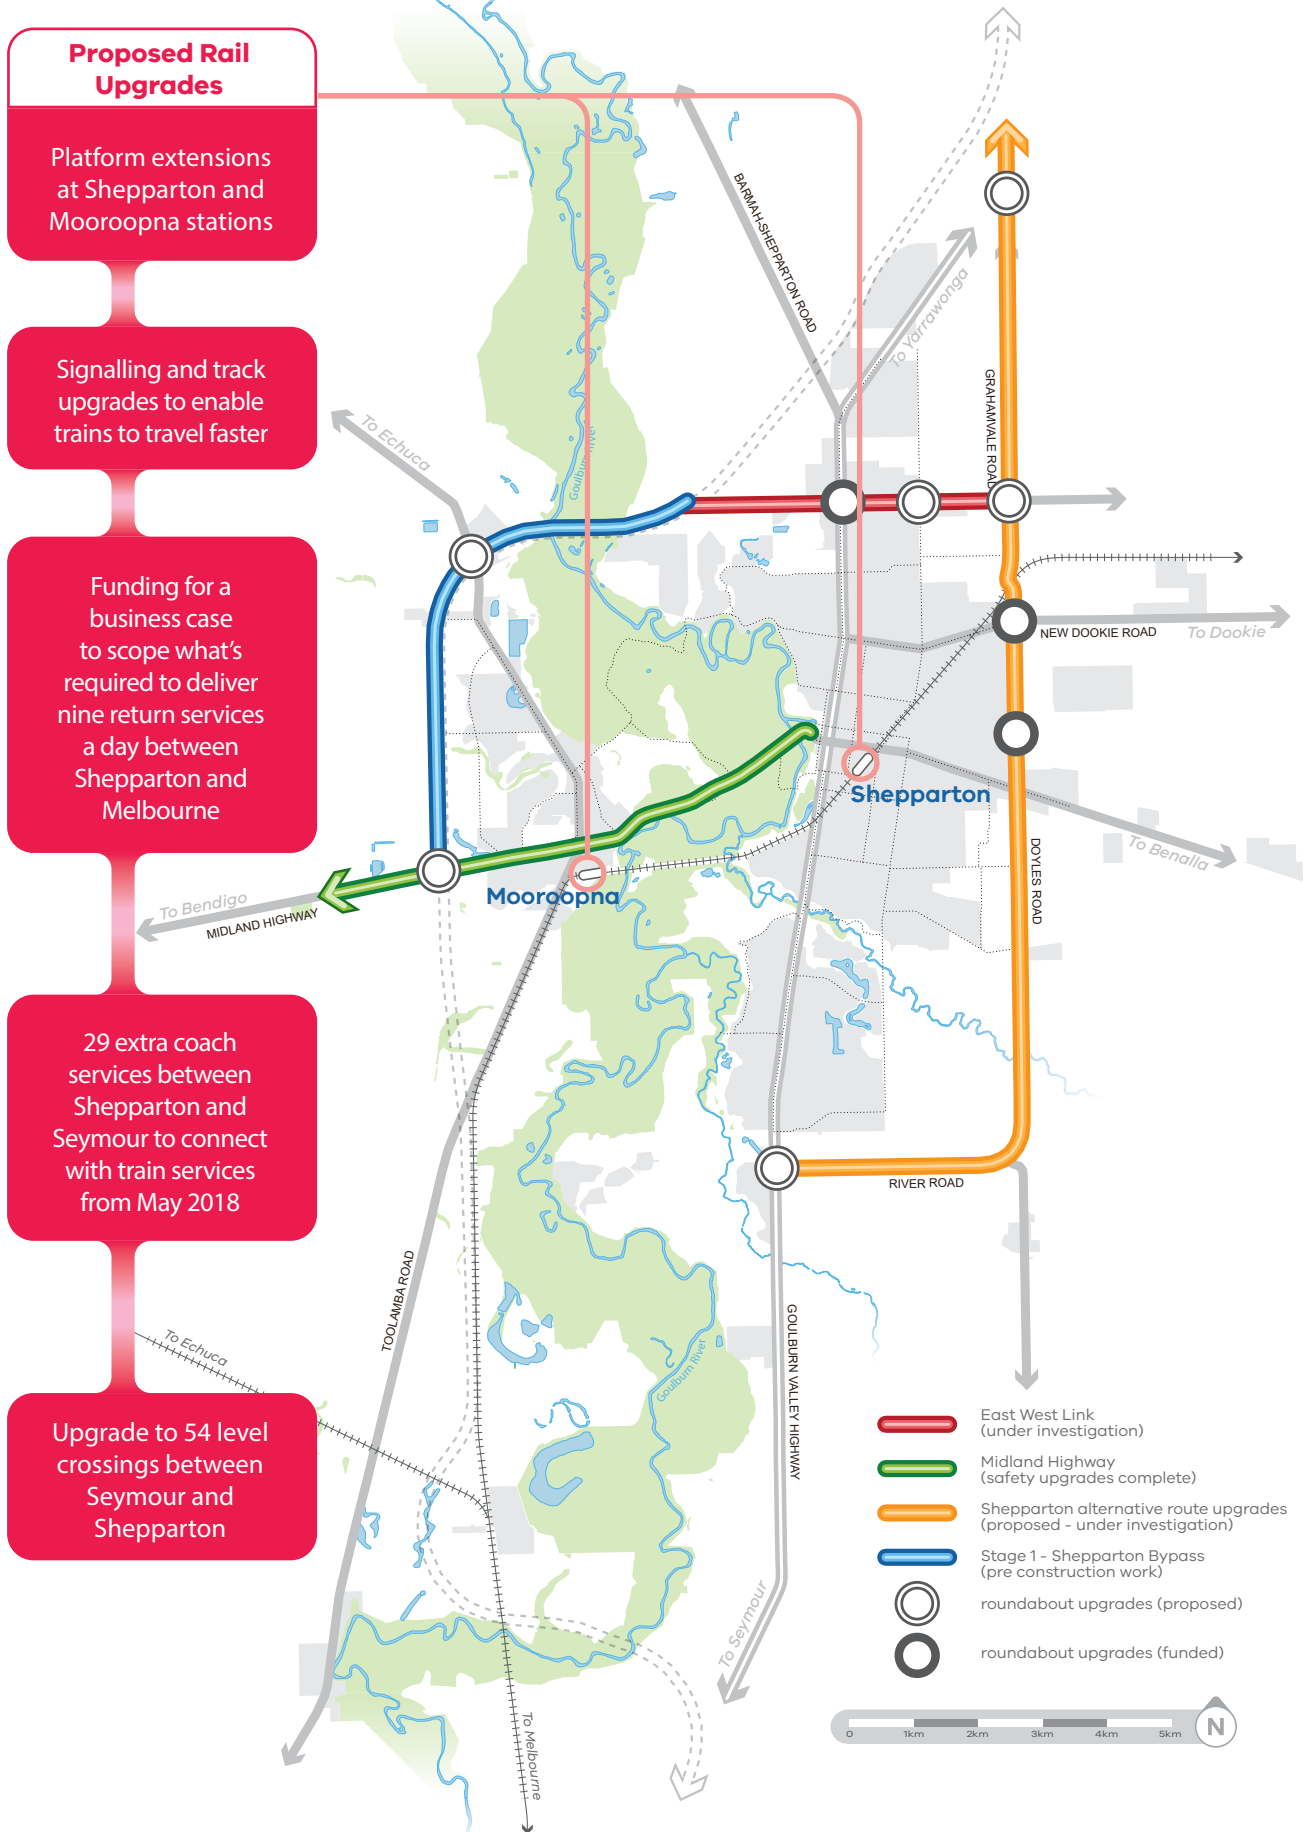 Proposed Rail
Upgrades
Platform extensions
at Shepparton and
Mooroopna stations
Signalling and track
upgrades to enable
trains to travel faster
Funding for a
business case
to scope what's
required to deliver
nine return services
a day between
Shepparton and
Melbourne
29 extra coach
services between
Shepparton and
Seymour to connect
with train services
from May 2018
Upgrade to 54 level
crossings between
Seymour and
Shepparton
BARMAH-SHEPPARTON ROAD
To Yarrawonga
GRAHAMVALE ROAD
To Echuca
Goulburn River
NEW DOOKIE ROAD
To Dookie
Shepparton
To Benalla
DOYLES ROAD
Mooroopna
To Bendigo
MIDLAND HIGHWAY
RIVER ROAD
TOOLAMBA ROAD
To Echuca
Goulburn River
GOULBURN VALLEY HIGHWAY
To Seymour
To Melbourne
East West Link
(under investigation)
Midland Highway
(safety upgrades complete)
Shepparton alternative route upgrades
(proposed - under investigation)
Stage 1 - Shepparton Bypass
(pre construction work)
roundabout upgrades (proposed)
roundabout upgrades (funded)
0 1km 2km 3km 4km 5km
N